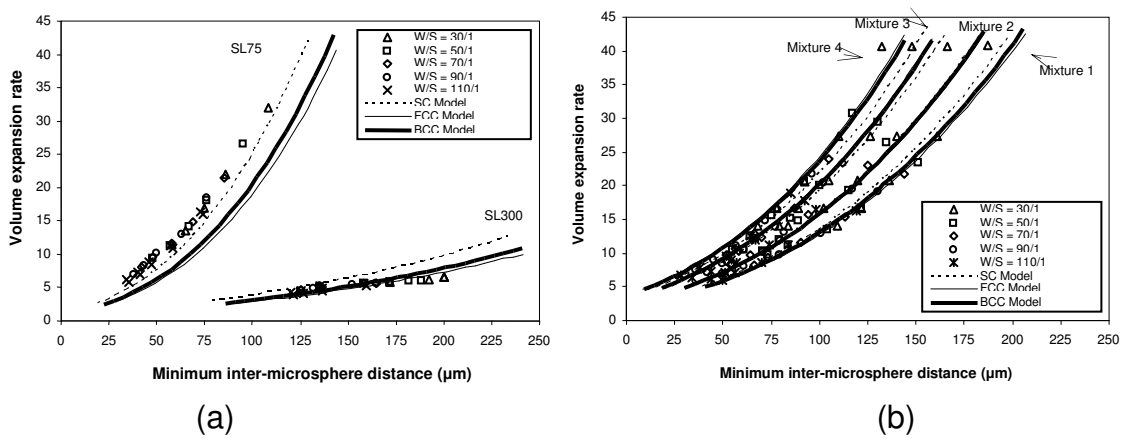 SL75
SL300
W/S = 30/1
W/S = 50/1
W/S = 70/1
W/S = 90/1
W/S = 110/1
SC Model
FCC Model
BCC Model
Volume expansion rate
45
40
35
30
25
20
15
10
5
0
0 25 50 75 100 125 150 175 200 225 250
Minimum inter-microsphere distance (µm)
(a)
Mixture 3
Mixture 2
Mixture 4
Mixture 1
W/S = 30/1
W/S = 50/1
W/S = 70/1
W/S = 90/1
W/S = 110/1
SC Model
FCC Model
BCC Model
Volume expansion rate
45
40
35
30
25
20
15
10
5
0
0 25 50 75 100 125 150 175 200 225 250
Minimum inter-microsphere distance (µm)
(b)